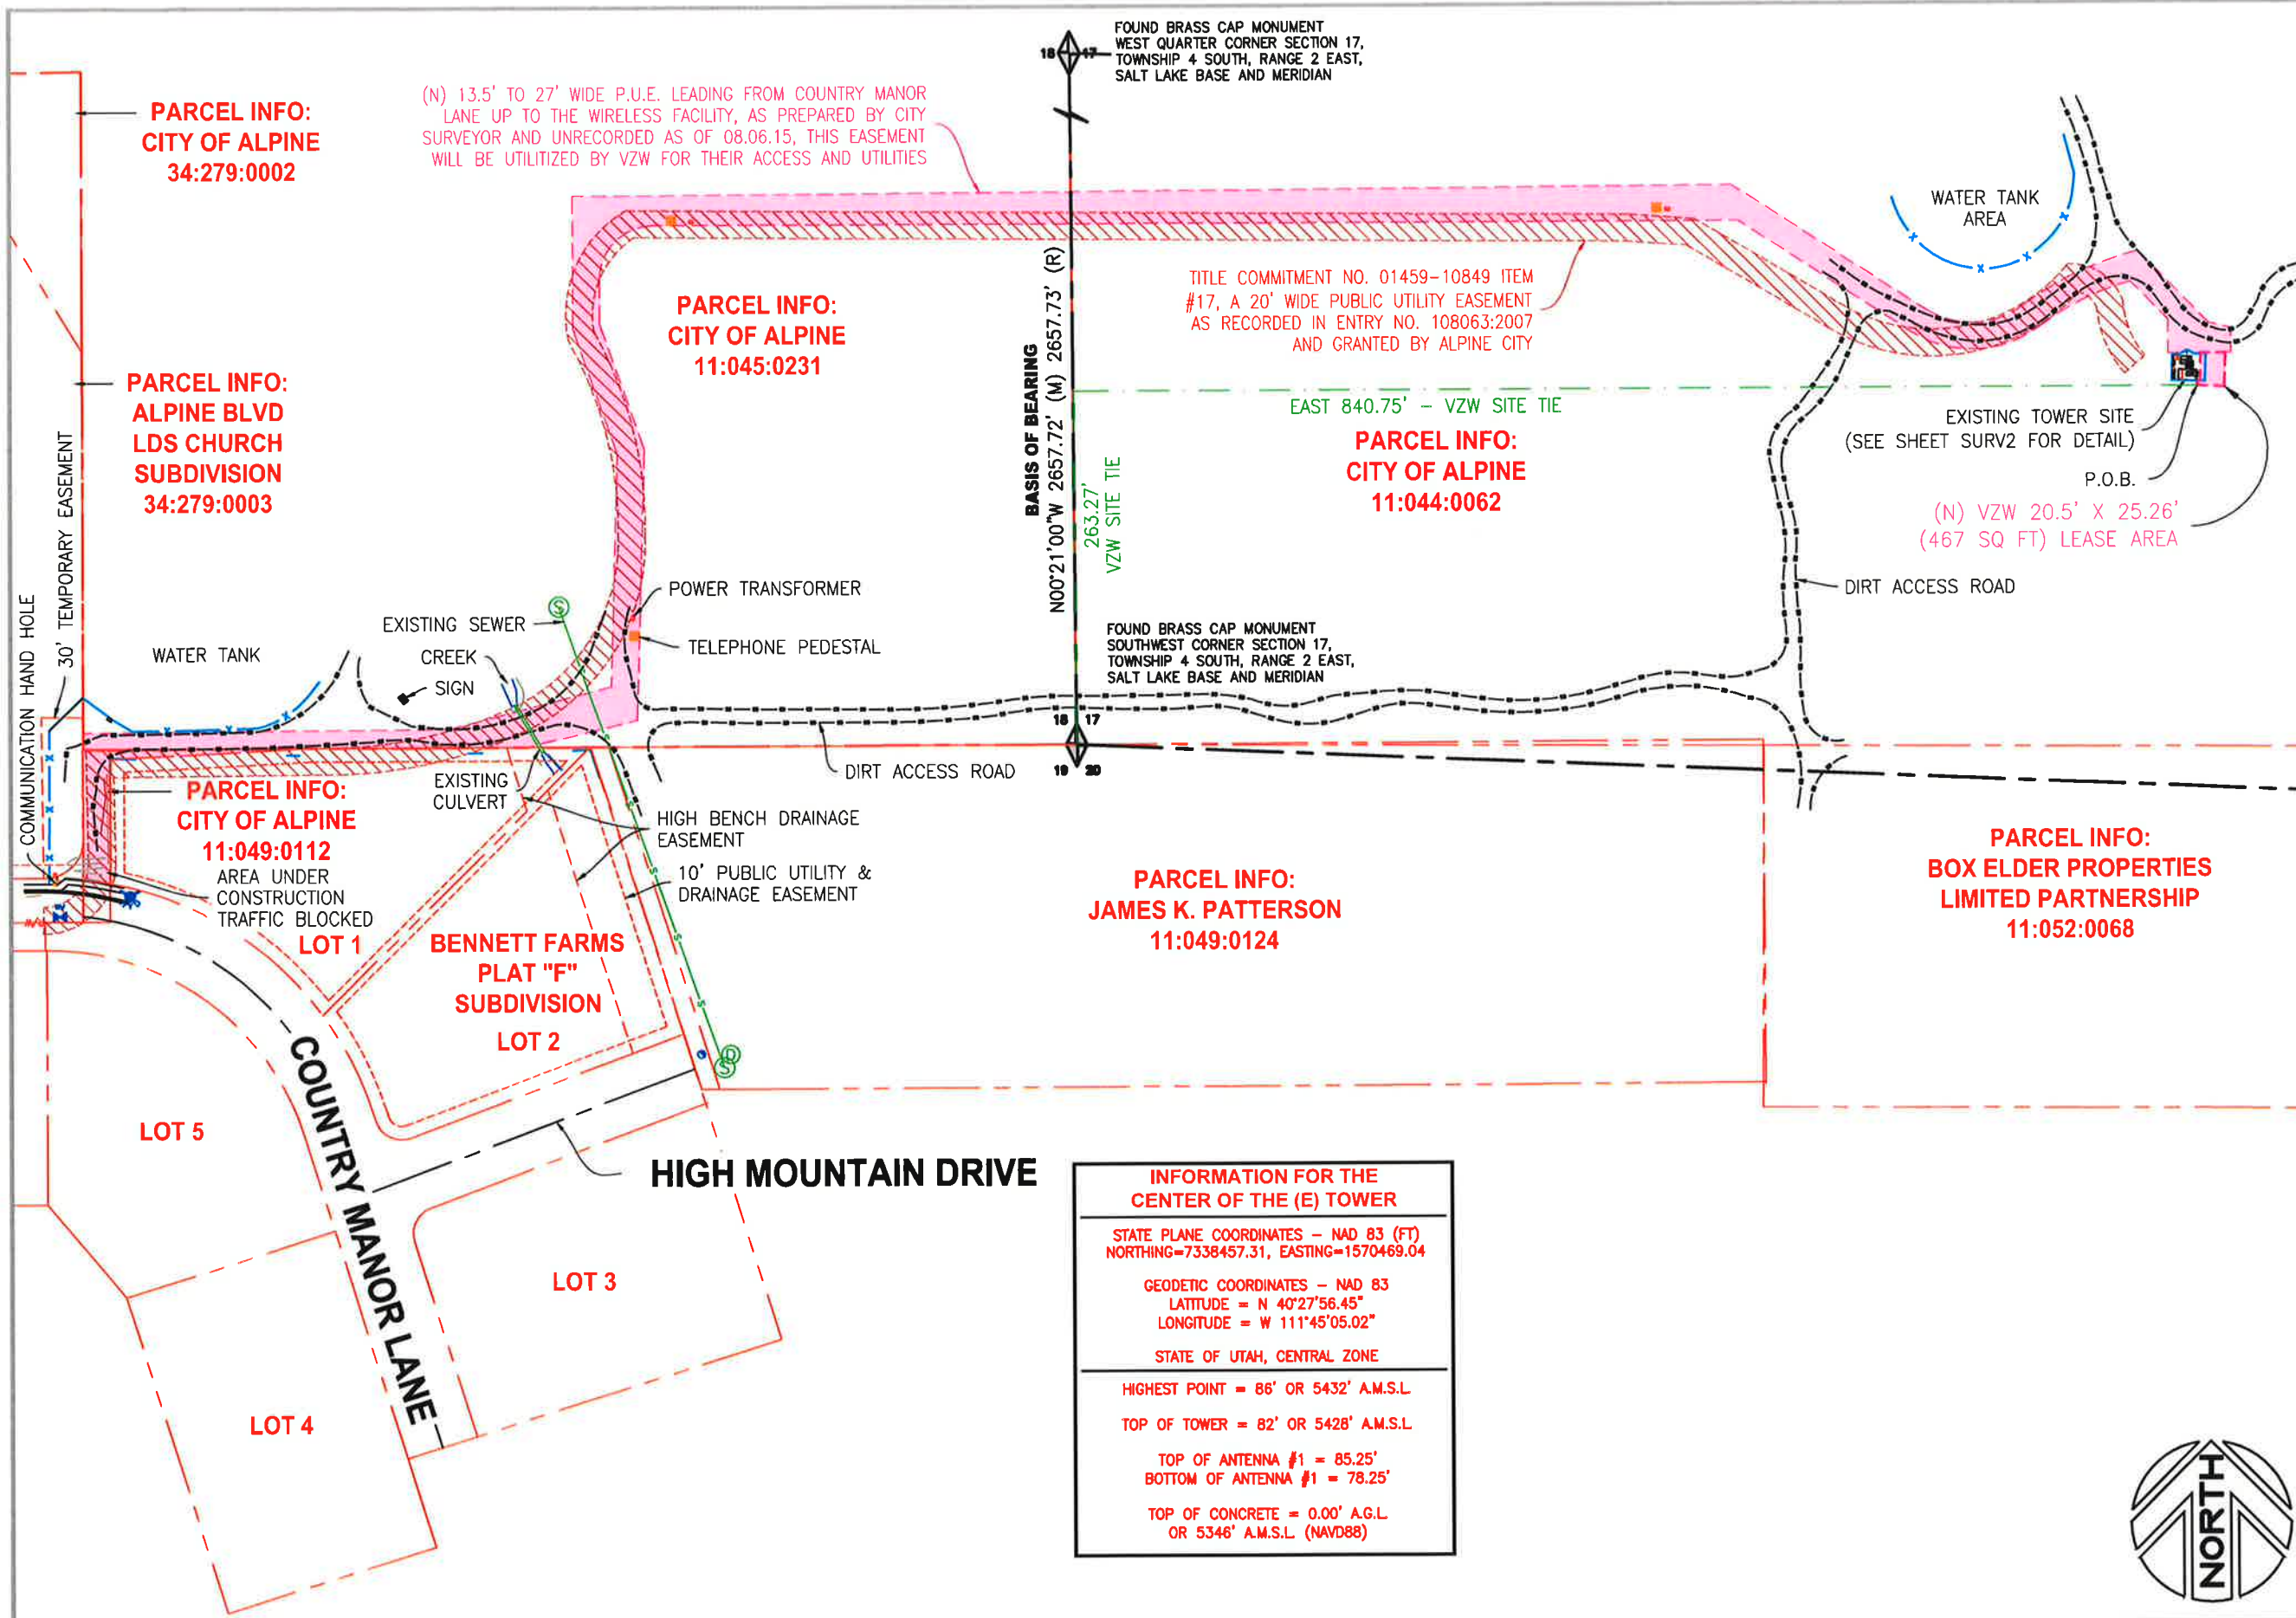 FOUND BRASS CAP MONUMENT
WEST QUARTER CORNER SECTION 17,
TOWNSHIP 4 SOUTH, RANGE 2 EAST,
SALT LAKE BASE AND MERIDIAN
18 17
(N) 13.5' TO 27' WIDE P.U.E. LEADING FROM COUNTRY MANOR
LANE UP TO THE WIRELESS FACILITY, AS PREPARED BY CITY
SURVEYOR AND UNRECORDED AS OF 08.06.15, THIS EASEMENT
WILL BE UTILITIZED BY VZW FOR THEIR ACCESS AND UTILITIES
PARCEL INFO:
CITY OF ALPINE
34:279:0002
WATER TANK
AREA
PARCEL INFO:
CITY OF ALPINE
11:045:0231
BASIS OF BEARING
N00°21'00"W 2657.72' (M) 2657.73' (R)
TITLE COMMITMENT NO. 01459-10849 ITEM
#17, A 20' WIDE PUBLIC UTILITY EASEMENT
AS RECORDED IN ENTRY NO. 108063:2007
AND GRANTED BY ALPINE CITY
PARCEL INFO:
ALPINE BLVD
LDS CHURCH
SUBDIVISION
34:279:0003
EAST 840.75' - VZW SITE TIE
263.27'
VZW SITE TIE
PARCEL INFO:
CITY OF ALPINE
11:044:0062
EXISTING TOWER SITE
(SEE SHEET SURV2 FOR DETAIL)
P.O.B.
(N) VZW 20.5' X 25.26'
(467 SQ FT) LEASE AREA
DIRT ACCESS ROAD
COMMUNICATION HAND HOLE
30' TEMPORARY EASEMENT
WATER TANK
POWER TRANSFORMER
EXISTING SEWER
S
CREEK
TELEPHONE PEDESTAL
SIGN
FOUND BRASS CAP MONUMENT
SOUTHWEST CORNER SECTION 17,
TOWNSHIP 4 SOUTH, RANGE 2 EAST,
SALT LAKE BASE AND MERIDIAN
18 17
19 20
DIRT ACCESS ROAD
EXISTING
CULVERT
PARCEL INFO:
CITY OF ALPINE
11:049:0112
AREA UNDER
CONSTRUCTION
TRAFFIC BLOCKED
HIGH BENCH DRAINAGE
EASEMENT
10' PUBLIC UTILITY &
DRAINAGE EASEMENT
PARCEL INFO:
JAMES K. PATTERSON
11:049:0124
PARCEL INFO:
BOX ELDER PROPERTIES
LIMITED PARTNERSHIP
11:052:0068
LOT 1
BENNETT FARMS
PLAT "F"
SUBDIVISION
LOT 2
D
S
COUNTRY MANOR LANE
LOT 5
HIGH MOUNTAIN DRIVE
LOT 3
LOT 4
INFORMATION FOR THE
CENTER OF THE (E) TOWER
STATE PLANE COORDINATES - NAD 83 (FT)
NORTHING=7338457.31, EASTING=1570469.04
GEODETIC COORDINATES - NAD 83
LATITUDE = N 40°27'56.45"
LONGITUDE = W 111°45'05.02"
STATE OF UTAH, CENTRAL ZONE
HIGHEST POINT = 86' OR 5432' A.M.S.L.
TOP OF TOWER = 82' OR 5428' A.M.S.L.
TOP OF ANTENNA #1 = 85.25'
BOTTOM OF ANTENNA #1 = 78.25'
TOP OF CONCRETE = 0.00' A.G.L.
OR 5346' A.M.S.L. (NAVD88)
NORTH